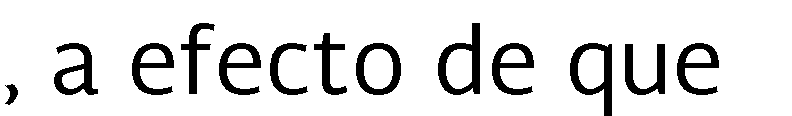 , a efecto de que